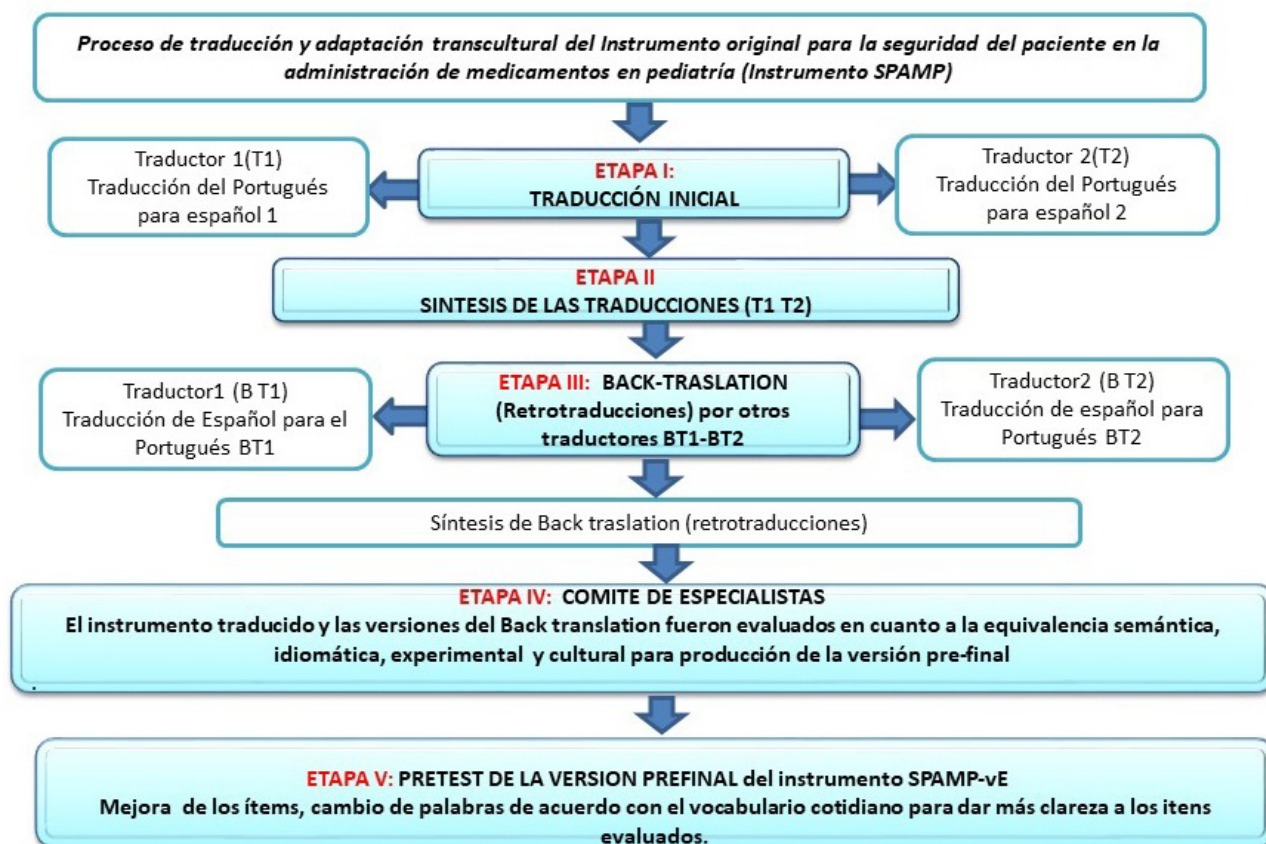 Proceso de traducción y adaptación transcultural del Instrumento original para la seguridad del paciente en la
administración de medicamentos en pediatría (Instrumento SPAMP)
Traductor 1(T1)
Traducción del Portugués
para español 1
ETAPA I:
TRADUCCIÓN INICIAL
Traductor 2(T2)
Traducción del Portugués
para español 2
ETAPA II
SINTESIS DE LAS TRADUCCIONES (T1 T2)
Traductor1 (B T1)
Traducción de Español para el
Portugués BT1
ETAPA III: BACK-TRASLATION
(Retrotraducciones) por otros
traductores BT1-BT2
Traductor2 (B T2)
Traducción de español para
Portugués BT2
Síntesis de Back traslation (retrotraducciones)
ETAPA IV: COMITE DE ESPECIALISTAS
El instrumento traducido y las versiones del Back translation fueron evaluados en cuanto a la equivalencia semántica,
idiomática, experimental y cultural para producción de la versión pre-final
.
ETAPA V: PRETEST DE LA VERSION PREFINAL del instrumento SPAMP-vE
Mejora de los ítems, cambio de palabras de acuerdo con el vocabulario cotidiano para dar más clareza a los itens
evaluados.